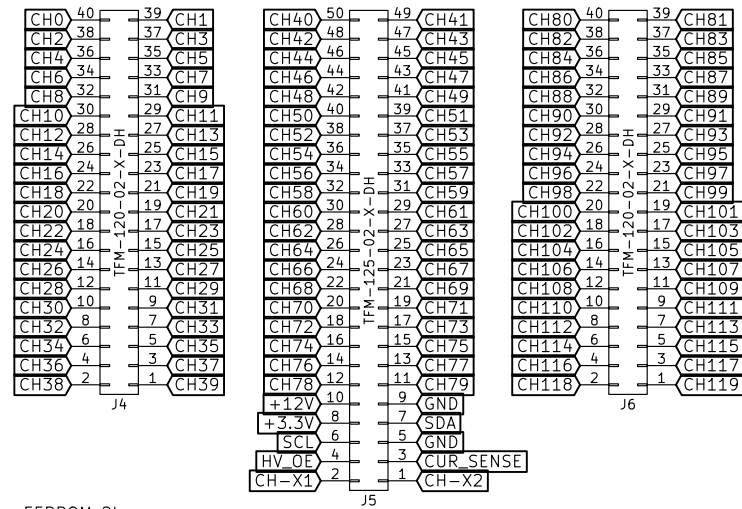 CH0 40 39 CH1
CH2 38 37 CH3
CH4 36 35 CH5
CH6 34 33 CH7
CH8 32 31 CH9
CH10 30 29 CH11
CH12 28 27 CH13
CH14 26 25 CH15
CH16 24 23 CH17
CH18 22 21 CH19
CH20 20 19 CH21
CH22 18 17 CH23
CH24 16 15 CH25
CH26 14 13 CH27
CH28 12 11 CH29
CH30 10 9 CH31
CH32 8 7 CH33
CH34 6 5 CH35
CH36 4 3 CH37
CH38 2 1 CH39
TFM-120-02-X-DH
J4
CH40 50 49 CH41
CH42 48 47 CH43
CH44 46 45 CH45
CH46 44 43 CH47
CH48 42 41 CH49
CH50 40 39 CH51
CH52 38 37 CH53
CH54 36 35 CH55
CH56 34 33 CH57
CH58 32 31 CH59
CH60 30 29 CH61
CH62 28 27 CH63
CH64 26 25 CH65
CH66 24 23 CH67
CH68 22 21 CH69
CH70 20 19 CH71
CH72 18 17 CH73
CH74 16 15 CH75
CH76 14 13 CH77
CH78 12 11 CH79
+12V 10 9 GND
+3.3V 8 7 SDA
SCL 6 5 GND
HV_OE 4 3 CUR_SENSE
CH-X1 2 1 CH-X2
TFM-125-02-X-DH
J5
CH80 40 39 CH81
CH82 38 37 CH83
CH84 36 35 CH85
CH86 34 33 CH87
CH88 32 31 CH89
CH90 30 29 CH91
CH92 28 27 CH93
CH94 26 25 CH95
CH96 24 23 CH97
CH98 22 21 CH99
CH100 20 19 CH101
CH102 18 17 CH103
CH104 16 15 CH105
CH106 14 13 CH107
CH108 12 11 CH109
CH110 10 9 CH111
CH112 8 7 CH113
CH114 6 5 CH115
CH116 4 3 CH117
CH118 2 1 CH119
TFM-120-02-X-DH
J6
EEPROM